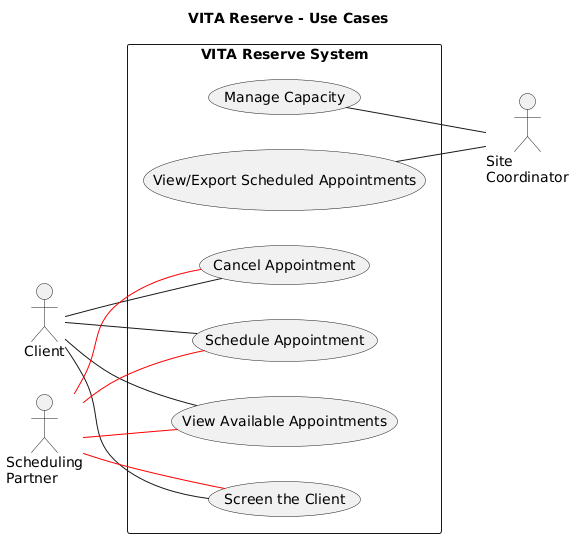 VITA Reserve - Use Cases
VITA Reserve System
Manage Capacity
Site
Coordinator
View/Export Scheduled Appointments
Cancel Appointment
Client
Schedule Appointment
View Available Appointments
Scheduling
Partner
Screen the Client